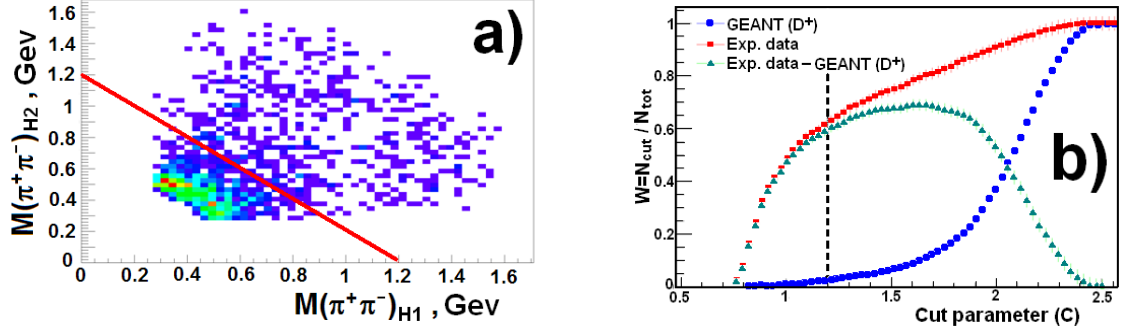 a)
M(π⁺π⁻)H2 , Gev
1.6
1.4
1.2
1
0.8
0.6
0.4
0.2
0
0 0.2 0.4 0.6 0.8 1 1.2 1.4 1.6
M(π⁺π⁻)H1 , Gev
GEANT (D⁺)
Exp. data
Exp. data – GEANT (D⁺)
b)
W=Ncut / Ntot
1
0.8
0.6
0.4
0.2
0
0.5 1 1.5 2 2.5
Cut parameter (C)